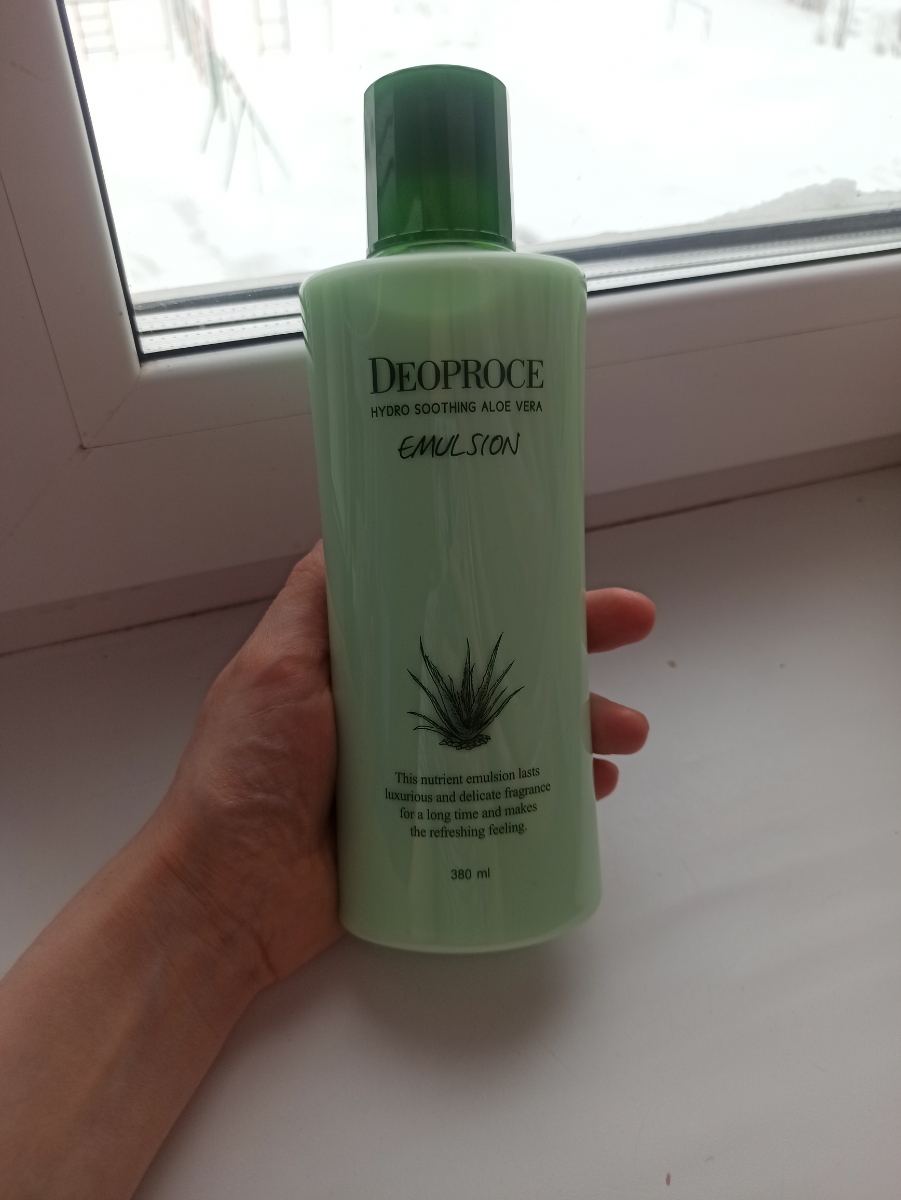 DEOPROCE
HYDRO SOOTHING ALOE VERA
EMULSION
This nutrient emulsion lasts
luxurious and delicate fragrance
for a long time and makes
the refreshing feeling.
380 ml